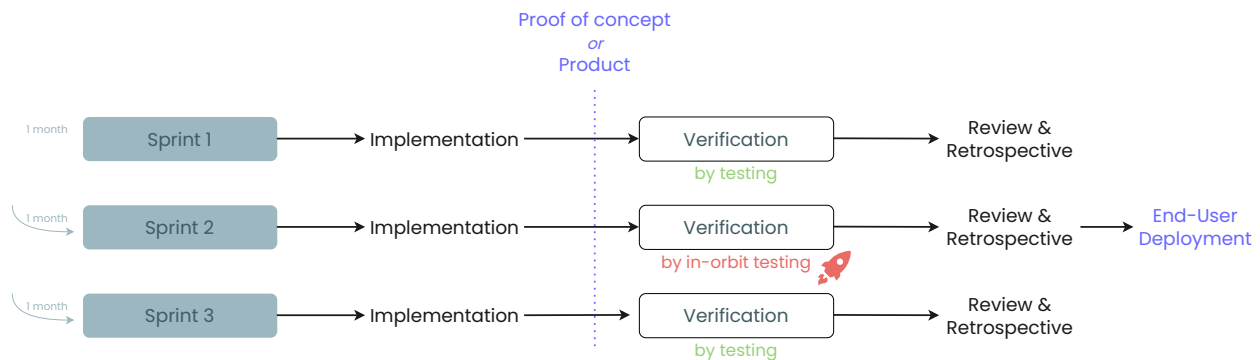 Proof of concept
or
Product
1 month
Sprint 1
Implementation
Verification
by testing
Review &
Retrospective
1 month
Sprint 2
Implementation
Verification
by in-orbit testing
Review &
Retrospective
End-User
Deployment
1 month
Sprint 3
Implementation
Verification
by testing
Review &
Retrospective